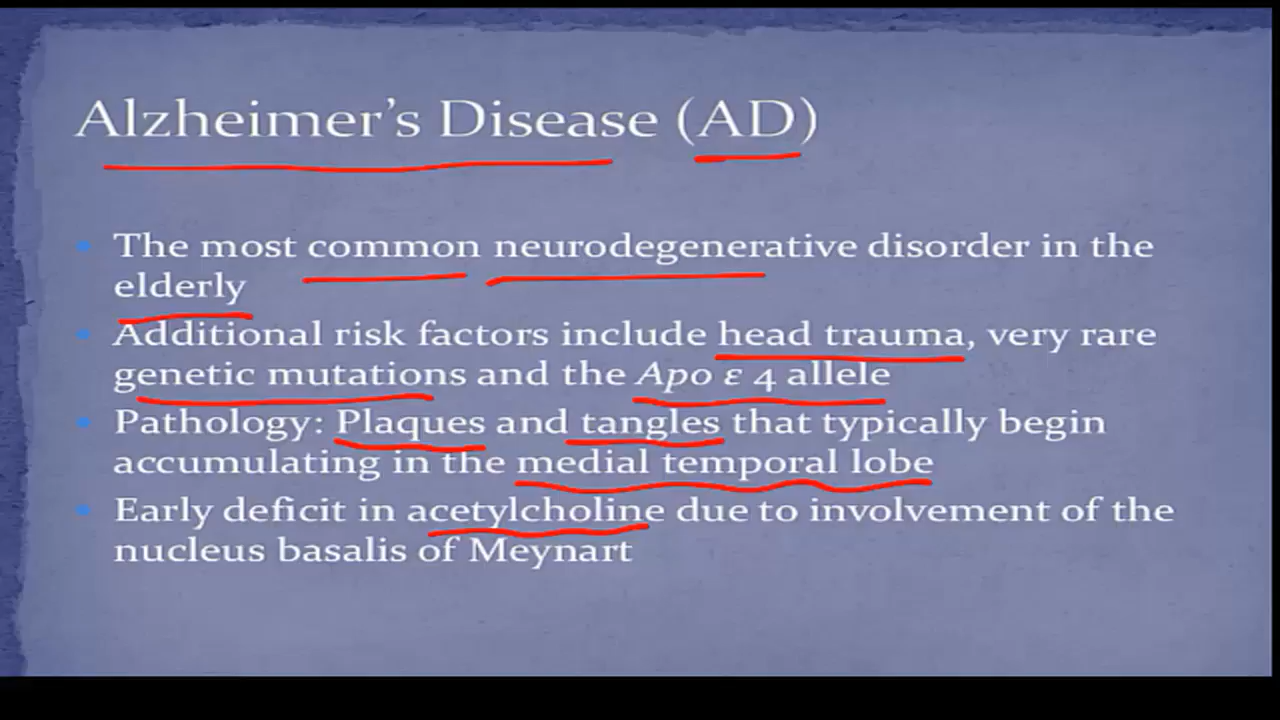 Alzheimer's Disease (AD)
• The most common neurodegenerative disorder in the
elderly
• Additional risk factors include head trauma, very rare
genetic mutations and the Apo ε 4 allele
• Pathology: Plaques and tangles that typically begin
accumulating in the medial temporal lobe
• Early deficit in acetylcholine due to involvement of the
nucleus basalis of Meynart